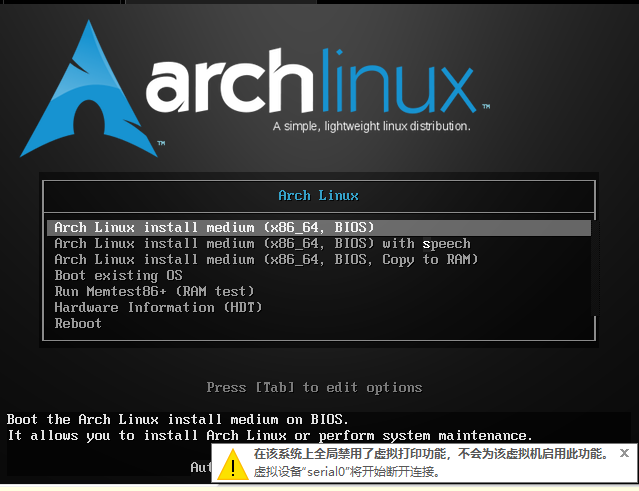 archlinux™
A simple, lightweight linux distribution.
™
Arch Linux
Arch Linux install medium (x86_64, BIOS)
Arch Linux install medium (x86_64, BIOS) with speech
Arch Linux install medium (x86_64, BIOS, Copy to RAM)
Boot existing OS
Run Memtest86+ (RAM test)
Hardware Information (HDT)
Reboot
Press [Tab] to edit options
Boot the Arch Linux install medium on BIOS.
It allows you to install Arch Linux or perform system maintenance.
在该系统上全局禁用了虚拟打印功能，不会为该虚拟机启用此功能。
虚拟设备“serial0”将开始断开连接。